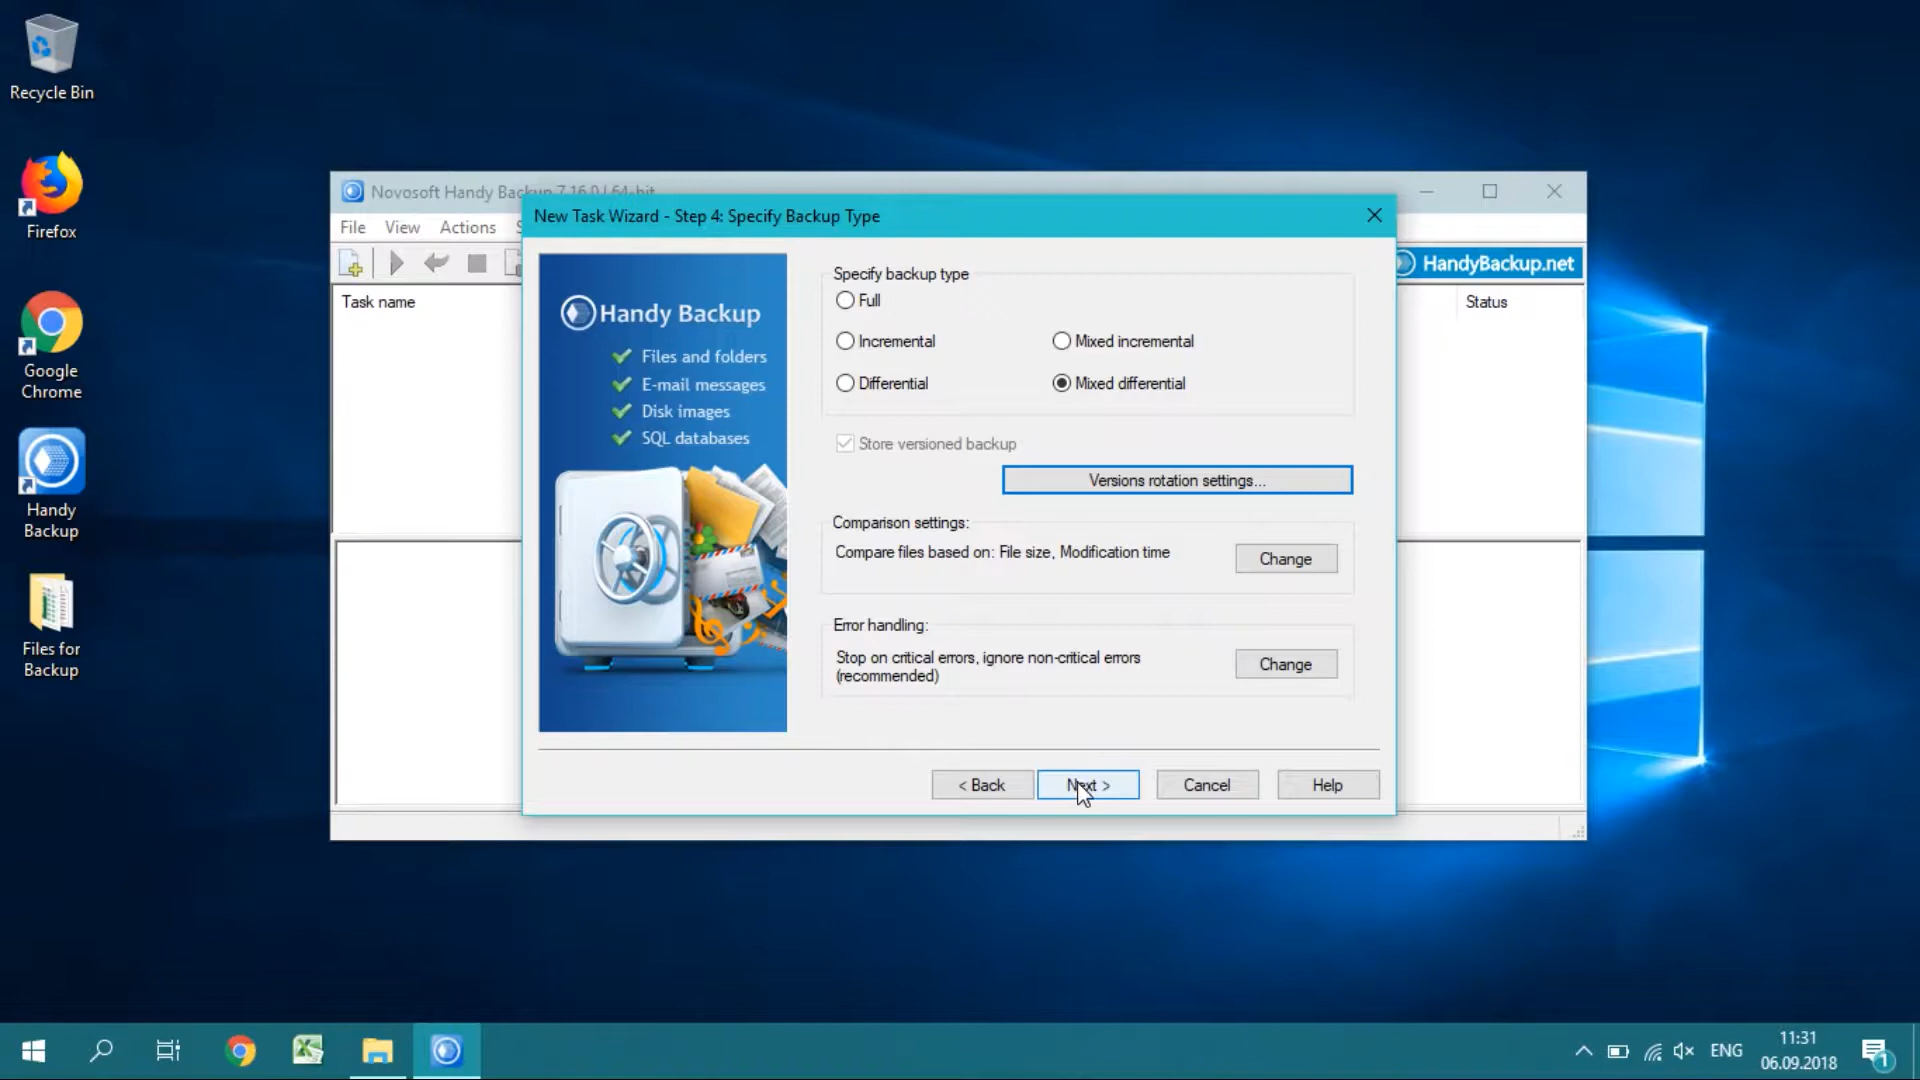 Recycle Bin
Firefox
Google
Chrome
Handy
Backup
Files for
Backup
Novosoft Handy Backup 7.16.0 | 64-bit
File View Actions
HandyBackup.net
Task name
Status
New Task Wizard - Step 4: Specify Backup Type
Handy Backup
Files and folders
E-mail messages
Disk images
SQL databases
Specify backup type
Full
Incremental
Mixed incremental
Differential
Mixed differential
Store versioned backup
Versions rotation settings...
Comparison settings:
Compare files based on: File size, Modification time
Change
Error handling:
Stop on critical errors, ignore non-critical errors
(recommended)
Change
< Back
Next >
Cancel
Help
ENG
11:31
06.09.2018
1